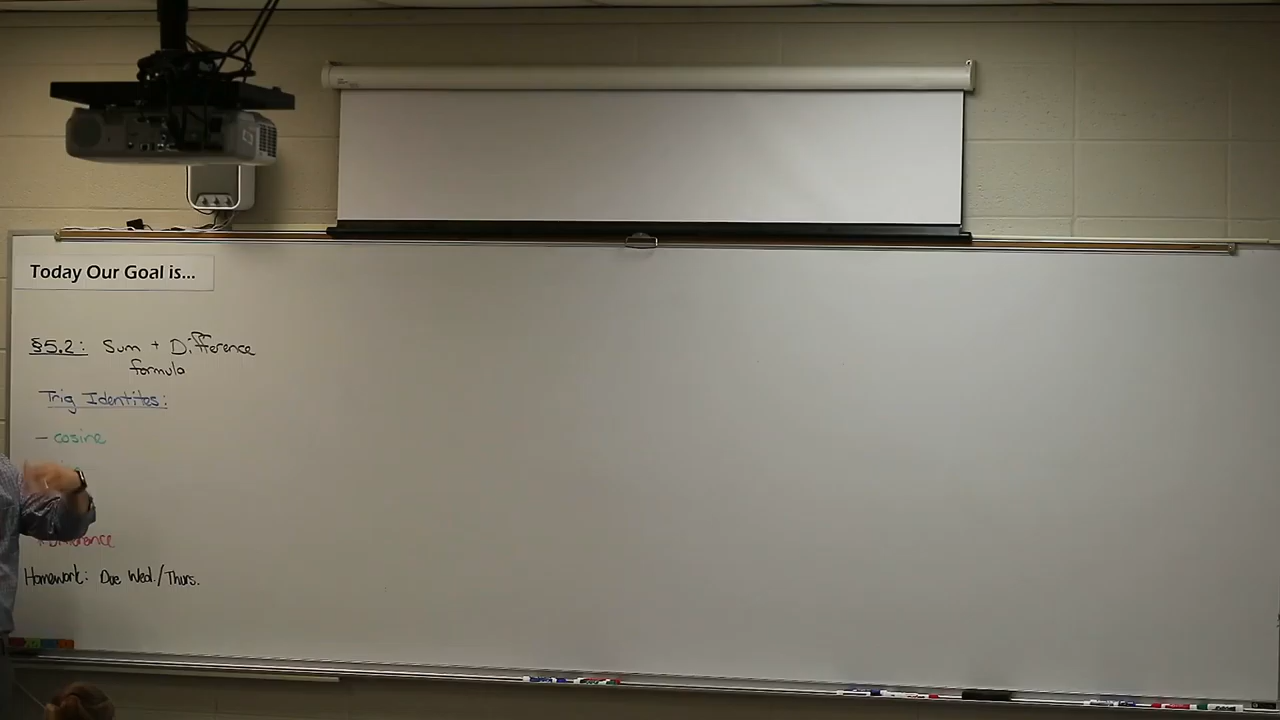 Today Our Goal is...
§5.2: Sum + Difference
formula
Trig Identites:
- cosine
Homework: Due Wed./Thurs.